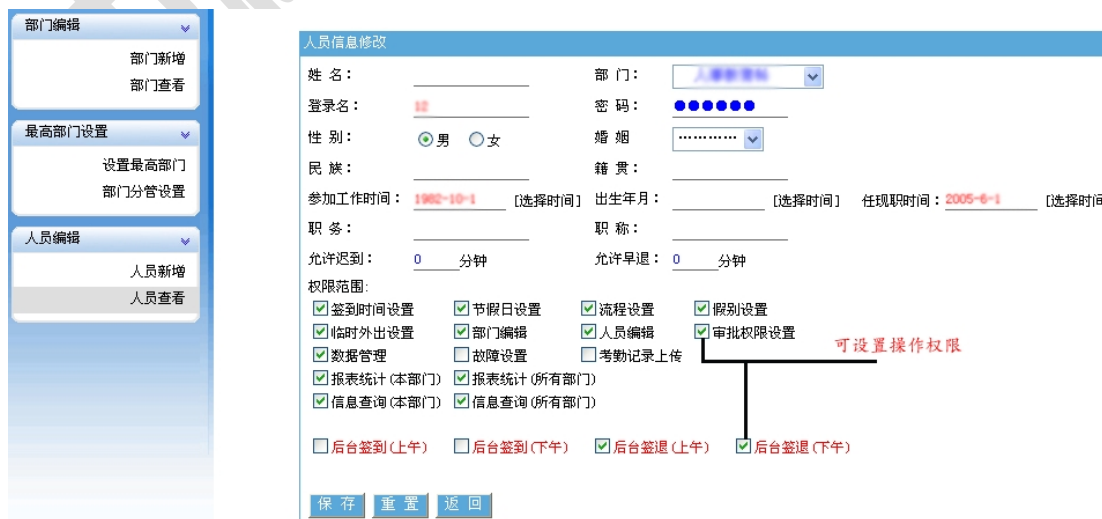 部门编辑
部门新增
部门查看
最高部门设置
设置最高部门
部门分管设置
人员编辑
人员新增
人员查看
人员信息修改
姓 名： 部 门：
登录名： 12 密 码： ●●●●●●
性 别： 男 女 婚 姻 …………
民 族： 籍 贯：
参加工作时间： 1982-10-1 [选择时间] 出生年月： [选择时间] 任现职时间： 2005-6-1 [选择时间
职 务： 职 称：
允许迟到： 0 分钟 允许早退： 0 分钟
权限范围:
签到时间设置 节假日设置 流程设置 假别设置
临时外出设置 部门编辑 人员编辑 审批权限设置
可设置操作权限
数据管理 故障设置 考勤记录上传
报表统计(本部门) 报表统计(所有部门)
信息查询(本部门) 信息查询(所有部门)
后台签到(上午) 后台签到(下午) 后台签退(上午) 后台签退(下午)
保 存 重 置 返 回